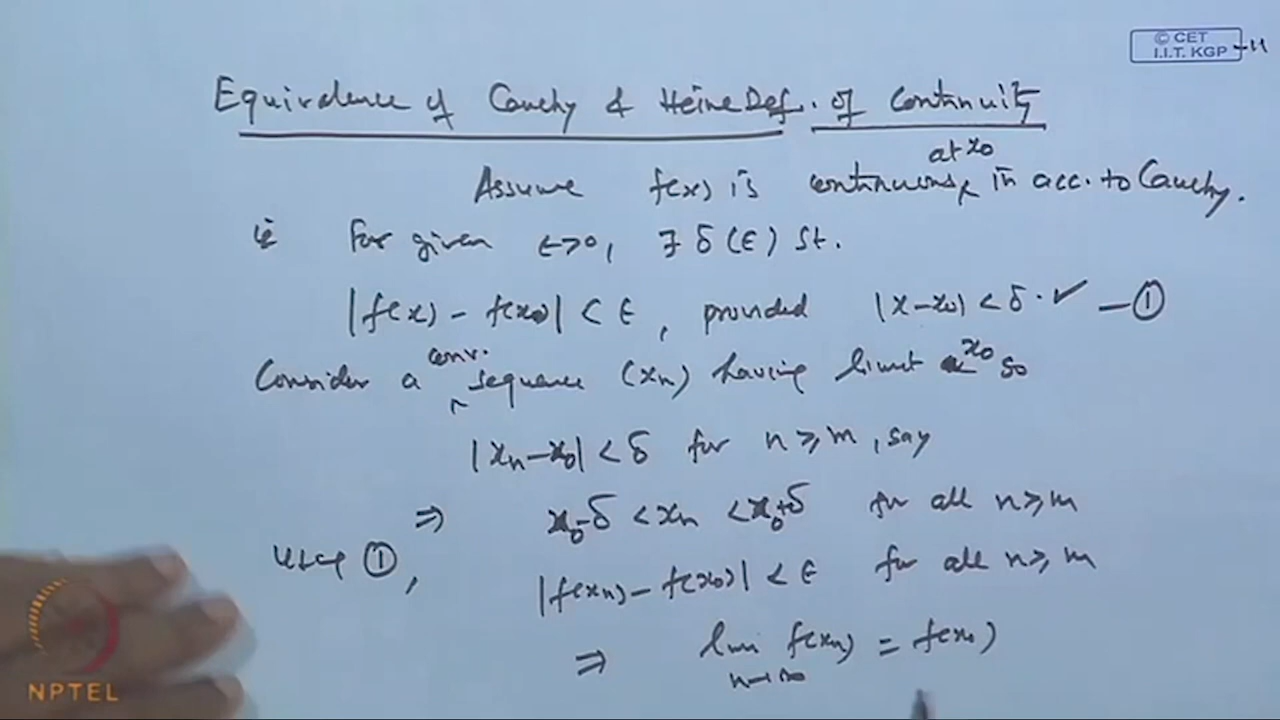 © CET
I.I.T. KGP -11
Equivalence of Cauchy & Heine Def. of Continuity
Assume f(x) is continuous at x0 in acc. to Cauchy.
ie For given ε>0, ∃ δ(ε) st.
|f(x) - f(x0)| < ε, provided |x-x0| < δ. ✓ — ①
Consider a conv. sequence (xn) having limit x0 so
|xn-x0| < δ for n ≥ m, say
⇒ x0-δ < xn < x0+δ for all n ≥ m
Using ①, |f(xn) - f(x0)| < ε for all n ≥ m
⇒ lim n→∞ f(xn) = f(x0)
NPTEL